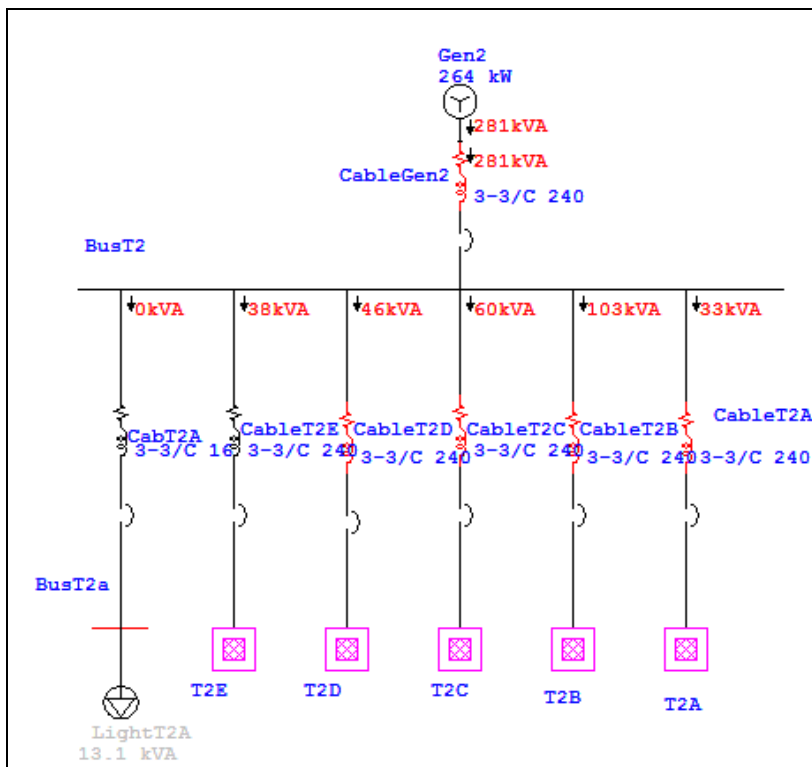 Gen2
264 kW
281kVA
281kVA
CableGen2
3-3/C 240
BusT2
0kVA
38kVA
46kVA
60kVA
103kVA
33kVA
CabT2A
3-3/C 16
CableT2E
3-3/C 240
CableT2D
3-3/C 240
CableT2C
3-3/C 240
CableT2B
3-3/C 240
CableT2A
3-3/C 240
BusT2a
T2E
T2D
T2C
T2B
T2A
LightT2A
13.1 kVA